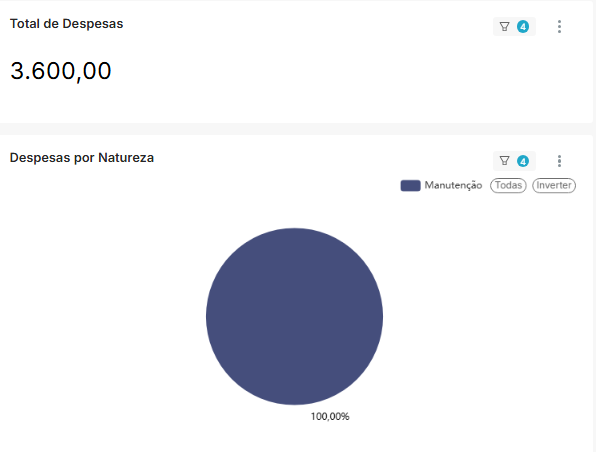 Total de Despesas
4
3.600,00
Despesas por Natureza
4
Manutenção Todas Inverter
100,00%